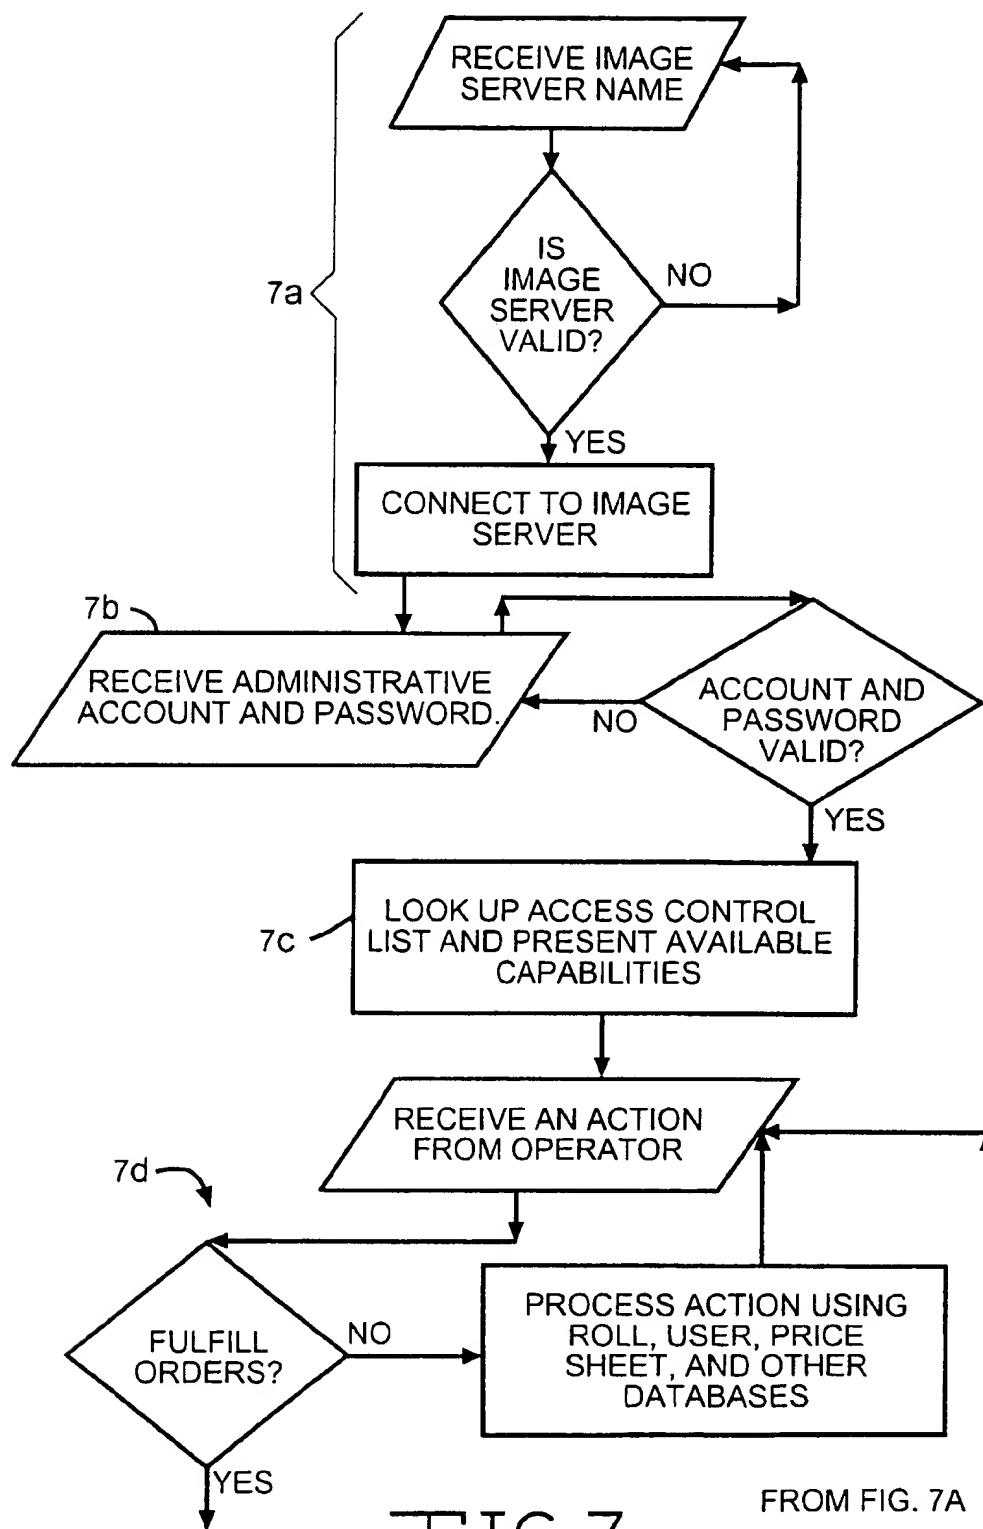 RECEIVE IMAGE
SERVER NAME
IS
IMAGE
SERVER
VALID?
NO
7a
YES
CONNECT TO IMAGE
SERVER
7b
RECEIVE ADMINISTRATIVE
ACCOUNT AND PASSWORD.
NO
ACCOUNT AND
PASSWORD
VALID?
YES
7c
LOOK UP ACCESS CONTROL
LIST AND PRESENT AVAILABLE
CAPABILITIES
RECEIVE AN ACTION
FROM OPERATOR
7d
FULFILL
ORDERS?
NO
PROCESS ACTION USING
ROLL, USER, PRICE
SHEET, AND OTHER
DATABASES
YES
FROM FIG. 7A
FIG 7